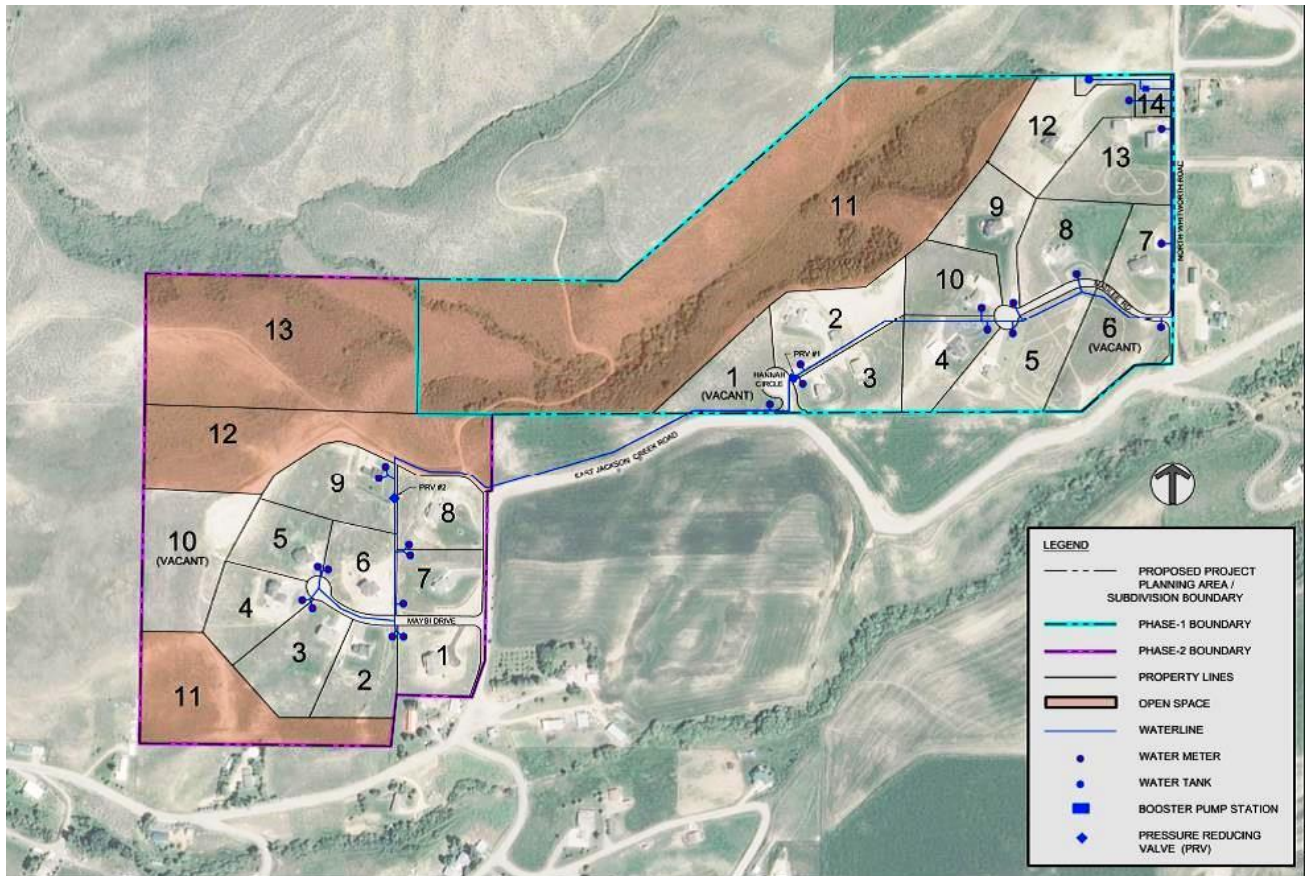 14
12
13
NORTH WHITWORTH ROAD
11
9
8
7
10
RD
2
6
(VACANT)
13
PRV #1
4
5
HANNAH
CIRCLE
1
(VACANT)
3
12
EAST JACKSON CREEK ROAD
9
PRV #2
8
5
10
(VACANT)
6
7
4
MAYBI DRIVE
3
1
2
11
LEGEND
PROPOSED PROJECT
PLANNING AREA /
SUBDIVISION BOUNDARY
PHASE-1 BOUNDARY
PHASE-2 BOUNDARY
PROPERTY LINES
OPEN SPACE
WATERLINE
WATER METER
WATER TANK
BOOSTER PUMP STATION
PRESSURE REDUCING
VALVE (PRV)